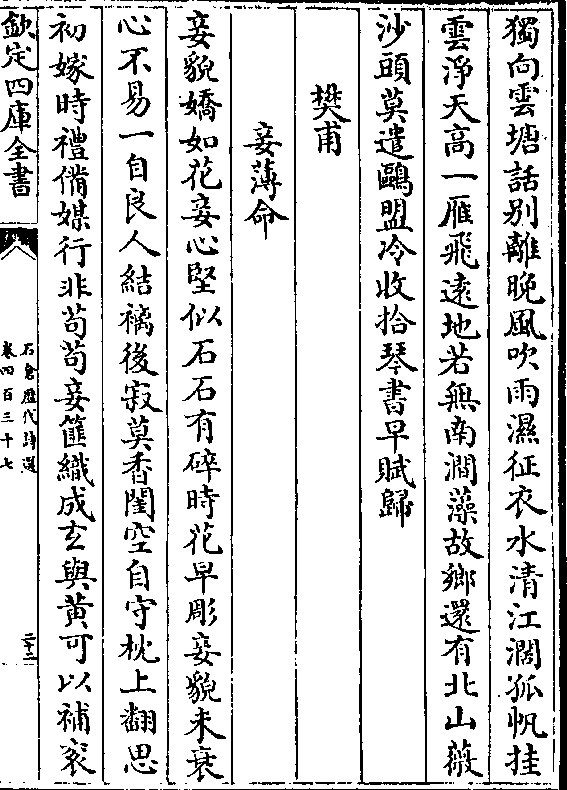 獨向雲塘話别離晚風吹雨濕征衣水清江濶孤帆挂
雲淨天高一雁飛遠地若無南澗藻故鄉還有北山薇
沙頭莫遣鷗盟冷收拾琴書早賦歸
樊甫
妾薄命
妾貌嬌如花妾心堅似石石有碎時花早彫妾貌未衰
心不易一自良人結褵後寂莫香閨空自守枕上翻思
初嫁時禮備媒行非苟苟妾篚織成玄與黄可以補衮
欽定四庫全書
石倉歷代詩選
卷四百三十七
二十二